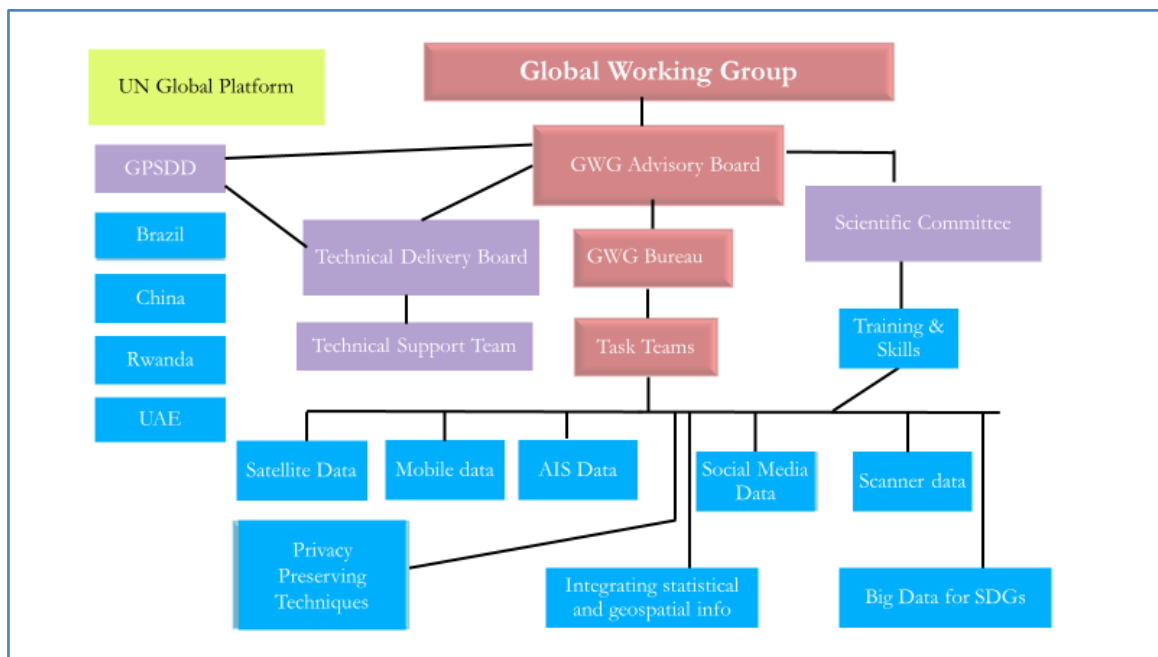 Global Working Group
UN Global Platform
GWG Advisory Board
GPSDD
Scientific Committee
Brazil
Technical Delivery Board
GWG Bureau
China
Training &
Skills
Technical Support Team
Task Teams
Rwanda
UAE
Satellite Data
Mobile data
AIS Data
Social Media
Data
Scanner data
Privacy
Preserving
Techniques
Integrating statistical
and geospatial info
Big Data for SDGs